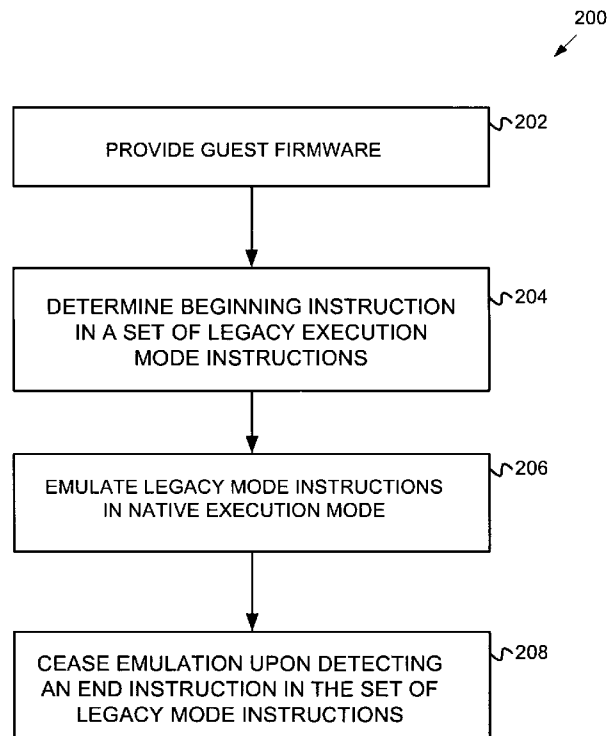 200
PROVIDE GUEST FIRMWARE
202
DETERMINE BEGINNING INSTRUCTION
IN A SET OF LEGACY EXECUTION
MODE INSTRUCTIONS
204
EMULATE LEGACY MODE INSTRUCTIONS
IN NATIVE EXECUTION MODE
206
CEASE EMULATION UPON DETECTING
AN END INSTRUCTION IN THE SET OF
LEGACY MODE INSTRUCTIONS
208